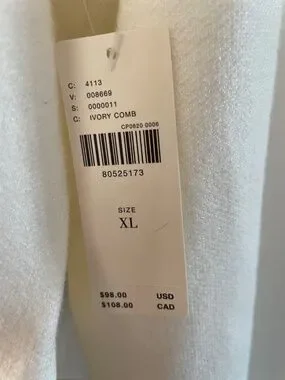 C: 4113
V: 008669
S: 0000011
C: IVORY COMB
CP0820 0006
80525173
SIZE
XL
$98.00 USD
$108.00 CAD